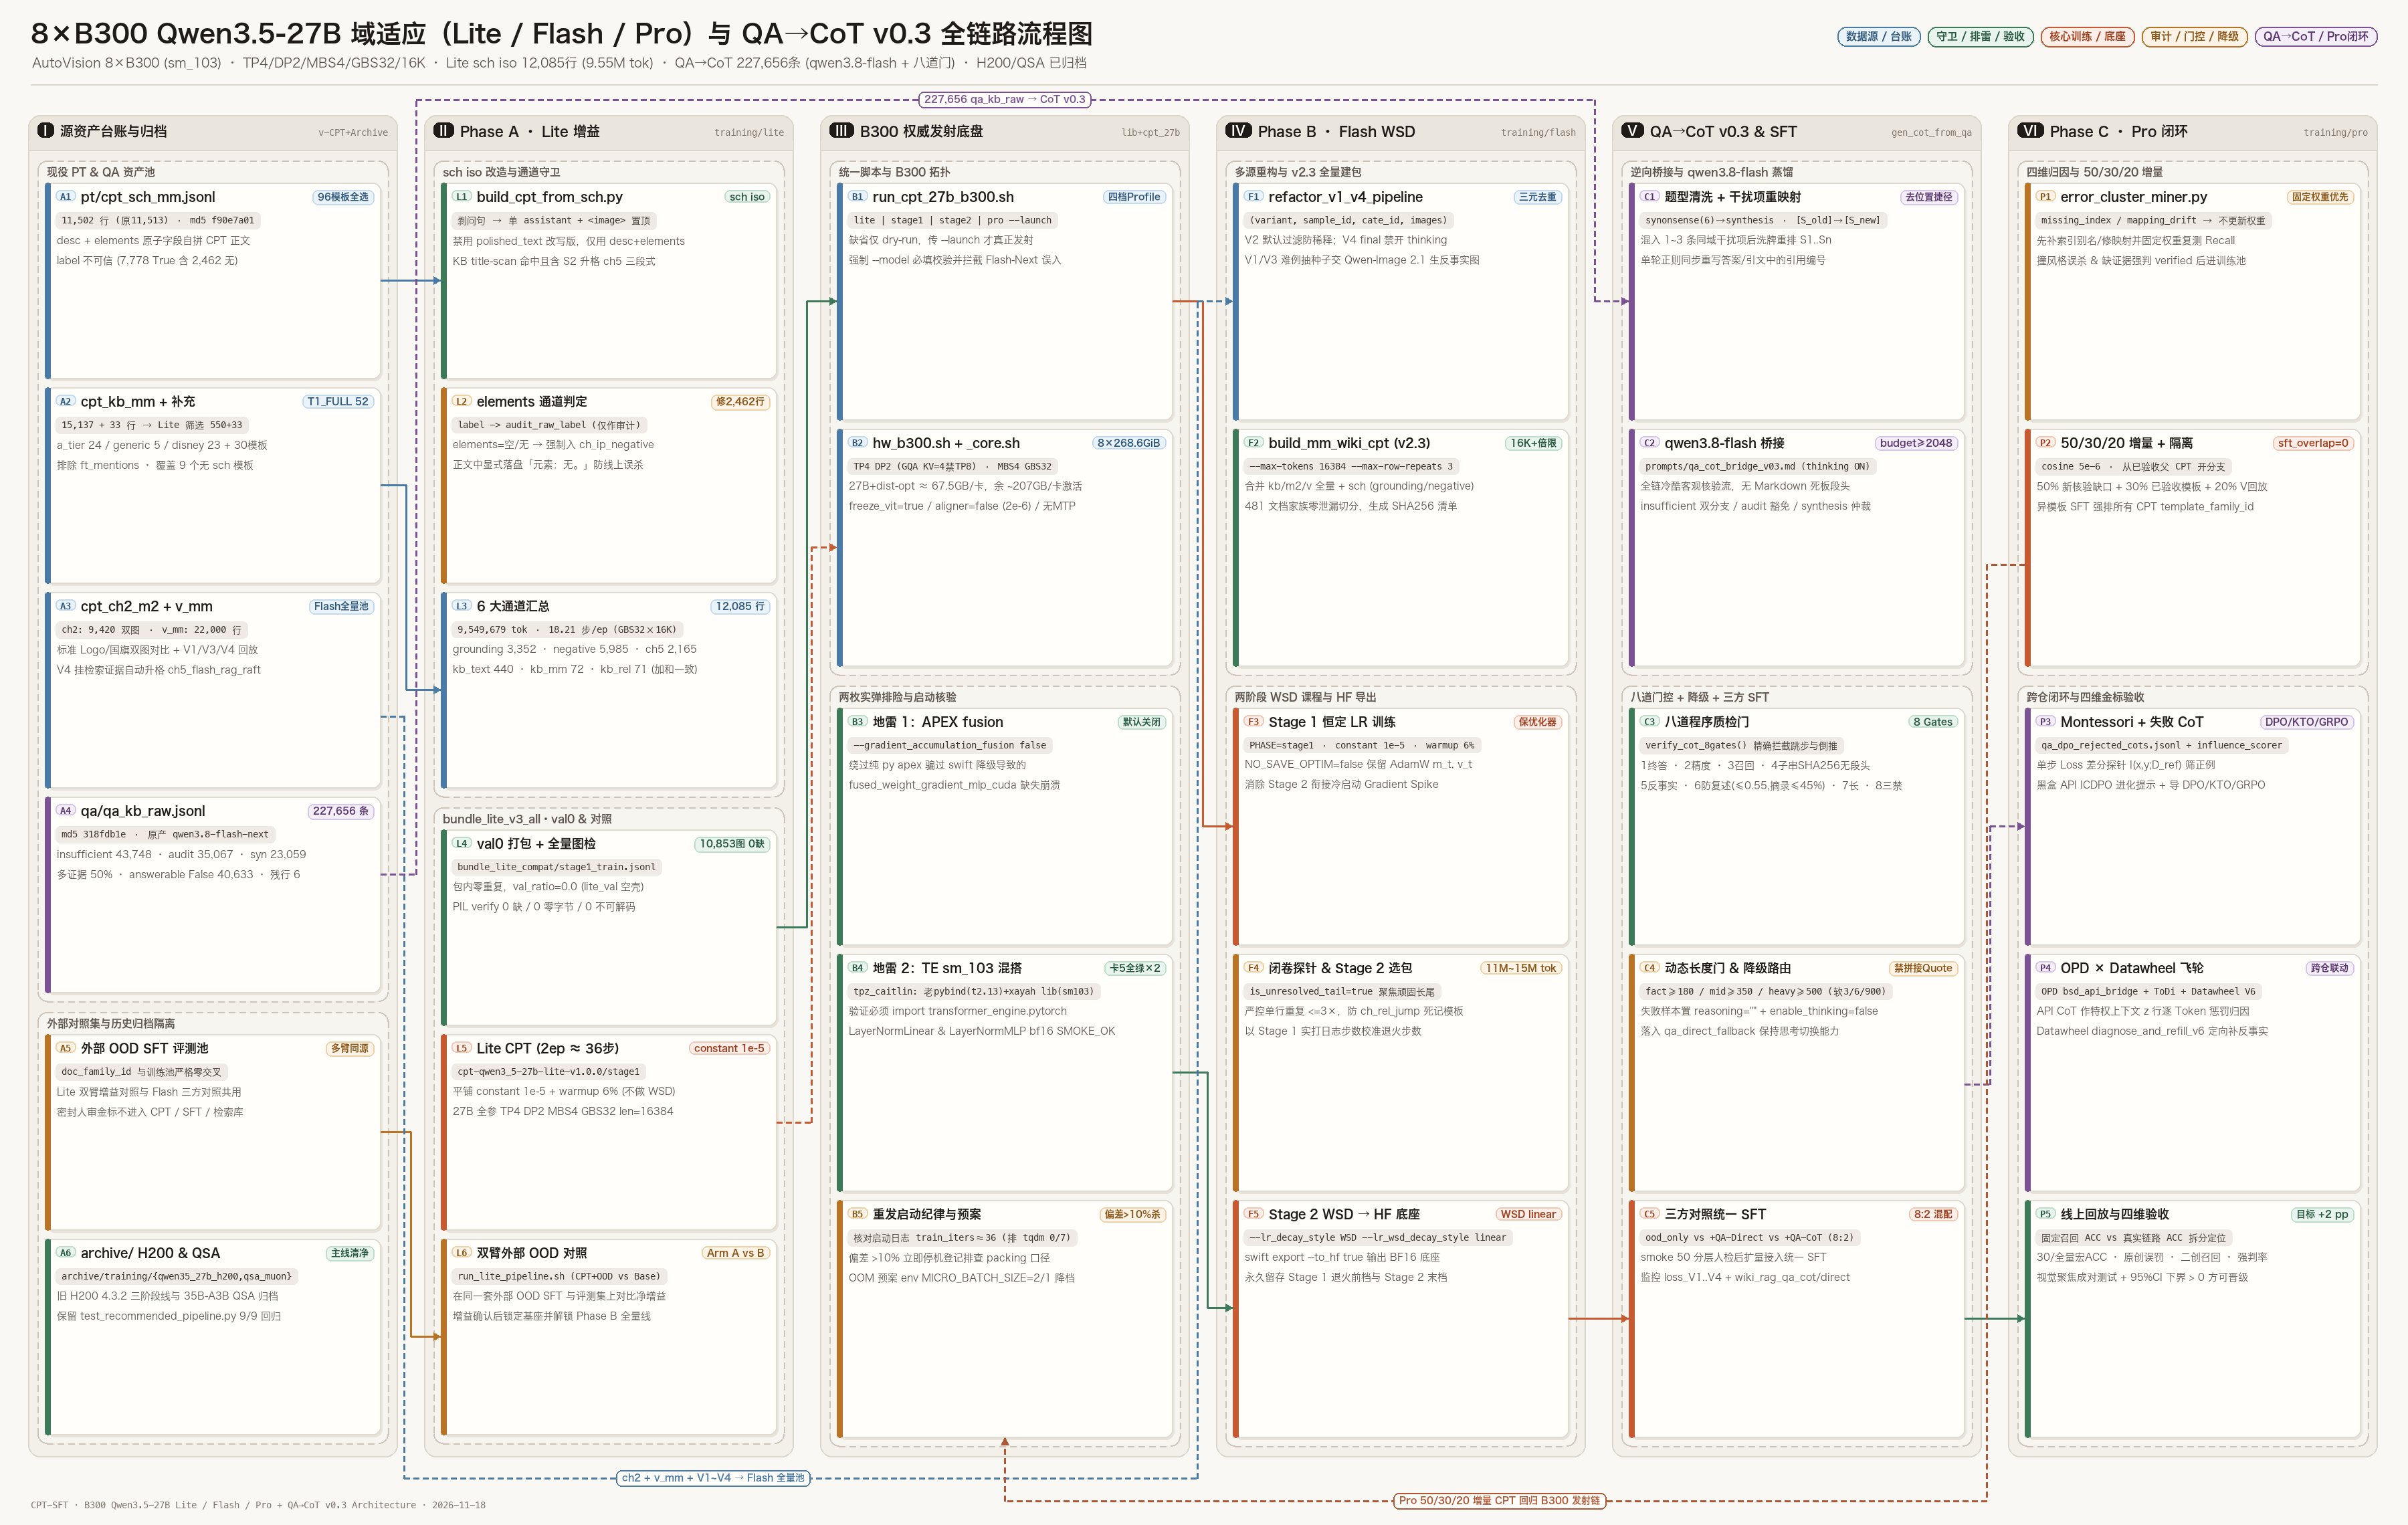 8×B300 Qwen3.5-27B 域适应（Lite / Flash / Pro）与 QA→CoT v0.3 全链路流程图
AutoVision 8×B300 (sm_103) · TP4/DP2/MBS4/GBS32/16K · Lite sch iso 12,085行 (9.55M tok) · QA→CoT 227,656条 (qwen3.8-flash + 八道门) · H200/QSA 已归档
数据源 / 台账
守卫 / 排雷 / 验收
核心训练 / 底座
审计 / 门控 / 降级
QA→CoT / Pro闭环
227,656 qa_kb_raw → CoT v0.3
I 源资产台账与归档 v-CPT+Archive
现役 PT & QA 资产池
A1 pt/cpt_sch_mm.jsonl 96模板全选
11,502 行 (原11,513) · md5 f90e7a01
desc + elements 原子字段自拼 CPT 正文
label 不可信 (7,778 True 含 2,462 无)
A2 cpt_kb_mm + 补充 T1_FULL 52
15,137 + 33 行 → Lite 筛选 550+33
a_tier 24 / generic 5 / disney 23 + 30模板
排除 ft_mentions · 覆盖 9 个无 sch 模板
A3 cpt_ch2_m2 + v_mm Flash全量池
ch2: 9,420 双图 · v_mm: 22,000 行
标准 Logo/国旗双图对比 + V1/V3/V4 回放
V4 挂检索证据自动升格 ch5_flash_rag_raft
A4 qa/qa_kb_raw.jsonl 227,656 条
md5 318fdb1e · 原产 qwen3.8-flash-next
insufficient 43,748 · audit 35,067 · syn 23,059
多证据 50% · answerable False 40,633 · 残行 6
外部对照集与历史归档隔离
A5 外部 OOD SFT 评测池 多臂同源
doc_family_id 与训练池严格零交叉
Lite 双臂增益对照与 Flash 三方对照共用
密封人审金标不进入 CPT / SFT / 检索库
A6 archive/ H200 & QSA 主线清净
archive/training/{qwen35_27b_h200,qsa_muon}
旧 H200 4.3.2 三阶段线与 35B-A3B QSA 归档
保留 test_recommended_pipeline.py 9/9 回归
II Phase A · Lite 增益 training/lite
sch iso 改造与通道守卫
L1 build_cpt_from_sch.py sch iso
剥问句 → 单 assistant + <image> 置顶
禁用 polished_text 改写版，仅用 desc+elements
KB title-scan 命中且含 S2 升格 ch5 三段式
L2 elements 通道判定 修2,462行
label -> audit_raw_label (仅作审计)
elements=空/无 → 强制入 ch_ip_negative
正文中显式落盘「元素：无。」防线上误杀
L3 6 大通道汇总 12,085 行
9,549,679 tok · 18.21 步/ep (GBS32×16K)
grounding 3,352 · negative 5,985 · ch5 2,165
kb_text 440 · kb_mm 72 · kb_rel 71 (加和一致)
bundle_lite_v3_all · val0 & 对照
L4 val0 打包 + 全量图检 10,853图 0缺
bundle_lite_compat/stage1_train.jsonl
包内零重复，val_ratio=0.0 (lite_val 空壳)
PIL verify 0 缺 / 0 零字节 / 0 不可解码
L5 Lite CPT (2ep ≈ 36步) constant 1e-5
cpt-qwen3_5-27b-lite-v1.0.0/stage1
平铺 constant 1e-5 + warmup 6% (不做 WSD)
27B 全参 TP4 DP2 MBS4 GBS32 len=16384
L6 双臂外部 OOD 对照 Arm A vs B
run_lite_pipeline.sh (CPT+OOD vs Base)
在同一套外部 OOD SFT 与评测集上对比净增益
增益确认后锁定基座并解锁 Phase B 全量线
III B300 权威发射底盘 lib+cpt_27b
统一脚本与 B300 拓扑
B1 run_cpt_27b_b300.sh 四档Profile
lite | stage1 | stage2 | pro --launch
缺省仅 dry-run，传 --launch 才真正发射
强制 --model 必填校验并拦截 Flash-Next 误入
B2 hw_b300.sh + _core.sh 8×268.6GiB
TP4 DP2 (GQA KV=4禁TP8) · MBS4 GBS32
27B+dist-opt ≈ 67.5GB/卡，余 ~207GB/卡激活
freeze_vit=true / aligner=false (2e-6) / 无MTP
两枚实弹排险与启动核验
B3 地雷 1：APEX fusion 默认关闭
--gradient_accumulation_fusion false
绕过纯 py apex 骗过 swift 降级导致的
fused_weight_gradient_mlp_cuda 缺失崩溃
B4 地雷 2：TE sm_103 混搭 卡5全绿×2
tpz_caitlin: 老pybind(t2.13)+xayah lib(sm103)
验证必须 import transformer_engine.pytorch
LayerNormLinear & LayerNormMLP bf16 SMOKE_OK
B5 重发启动纪律与预案 偏差>10%杀
核对启动日志 train_iters≈36 (排 tqdm 0/7)
偏差 >10% 立即停机登记排查 packing 口径
OOM 预案 env MICRO_BATCH_SIZE=2/1 降档
IV Phase B · Flash WSD training/flash
多源重构与 v2.3 全量建包
F1 refactor_v1_v4_pipeline 三元去重
(variant, sample_id, cate_id, images)
V2 默认过滤防稀释；V4 final 禁开 thinking
V1/V3 难例抽种子交 Qwen-Image 2.1 生反事实图
F2 build_mm_wiki_cpt (v2.3) 16K+倍限
--max-tokens 16384 --max-row-repeats 3
合并 kb/m2/v 全量 + sch (grounding/negative)
481 文档家族零泄漏切分，生成 SHA256 清单
两阶段 WSD 课程与 HF 导出
F3 Stage 1 恒定 LR 训练 保优化器
PHASE=stage1 · constant 1e-5 · warmup 6%
NO_SAVE_OPTIM=false 保留 AdamW m_t, v_t
消除 Stage 2 衔接冷启动 Gradient Spike
F4 闭卷探针 & Stage 2 选包 11M~15M tok
is_unresolved_tail=true 聚焦顽固长尾
严控单行重复 <=3×，防 ch_rel_jump 死记模板
以 Stage 1 实打日志步数校准退火步数
F5 Stage 2 WSD → HF 底座 WSD linear
--lr_decay_style WSD --lr_wsd_decay_style linear
swift export --to_hf true 输出 BF16 底座
永久留存 Stage 1 退火前档与 Stage 2 末档
V QA→CoT v0.3 & SFT gen_cot_from_qa
逆向桥接与 qwen3.8-flash 蒸馏
C1 题型清洗 + 干扰项重映射 去位置捷径
synonsense(6)→synthesis · [S_old]→[S_new]
混入 1~3 条同域干扰项后洗牌重排 S1..Sn
单轮正则同步重写答案/引文中的引用编号
C2 qwen3.8-flash 桥接 budget≥2048
prompts/qa_cot_bridge_v03.md (thinking ON)
全链冷酷客观核验流，无 Markdown 死板段头
insufficient 双分支 / audit 豁免 / synthesis 仲裁
八道门控 + 降级 + 三方 SFT
C3 八道程序质检门 8 Gates
verify_cot_8gates() 精确拦截跳步与倒推
1终答 · 2精度 · 3召回 · 4子串SHA256无段头
5反事实 · 6防复述(≤0.55,摘录≤45%) · 7长 · 8三禁
C4 动态长度门 & 降级路由 禁拼接Quote
fact≥180 / mid≥350 / heavy≥500 (软3/6/900)
失败样本置 reasoning="" + enable_thinking=false
落入 qa_direct_fallback 保持思考切换能力
C5 三方对照统一 SFT 8:2 混配
ood_only vs +QA-Direct vs +QA-CoT (8:2)
smoke 50 分层人检后扩量接入统一 SFT
监控 loss_V1..V4 + wiki_rag_qa_cot/direct
VI Phase C · Pro 闭环 training/pro
四维归因与 50/30/20 增量
P1 error_cluster_miner.py 固定权重优先
missing_index / mapping_drift → 不更新权重
先补索引别名/修映射并固定权重复测 Recall
撞风格误杀 & 缺证据强判 verified 后进训练池
P2 50/30/20 增量 + 隔离 sft_overlap=0
cosine 5e-6 · 从已验收父 CPT 开分支
50% 新核验缺口 + 30% 已验收模板 + 20% V回放
异模板 SFT 强排所有 CPT template_family_id
跨仓闭环与四维金标验收
P3 Montessori + 失败 CoT DPO/KTO/GRPO
qa_dpo_rejected_cots.jsonl + influence_scorer
单步 Loss 差分探针 I(x,y;D_ref) 筛正例
黑盒 API ICDPO 进化提示 + 导 DPO/KTO/GRPO
P4 OPD × Datawheel 飞轮 跨仓联动
OPD bsd_api_bridge + ToDi + Datawheel V6
API CoT 作特权上下文 z 行逐 Token 惩罚归因
Datawheel diagnose_and_refill_v6 定向补反事实
P5 线上回放与四维验收 目标 +2 pp
固定召回 ACC vs 真实链路 ACC 拆分定位
30/全量宏ACC · 原创误罚 · 二创召回 · 强判率
视觉聚焦成对测试 + 95%CI 下界 > 0 方可晋级
ch2 + v_mm + V1~V4 → Flash 全量池
Pro 50/30/20 增量 CPT 回归 B300 发射链
CPT-SFT · B300 Qwen3.5-27B Lite / Flash / Pro + QA→CoT v0.3 Architecture · 2026-11-18